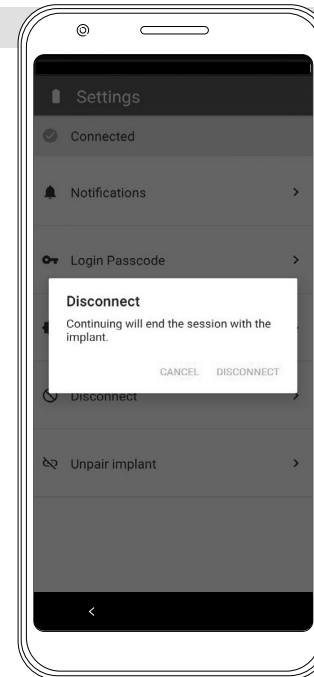 Settings
Connected
Notifications
Login Passcode
Disconnect
Continuing will end the session with the
implant.
CANCEL DISCONNECT
Disconnect
Unpair implant